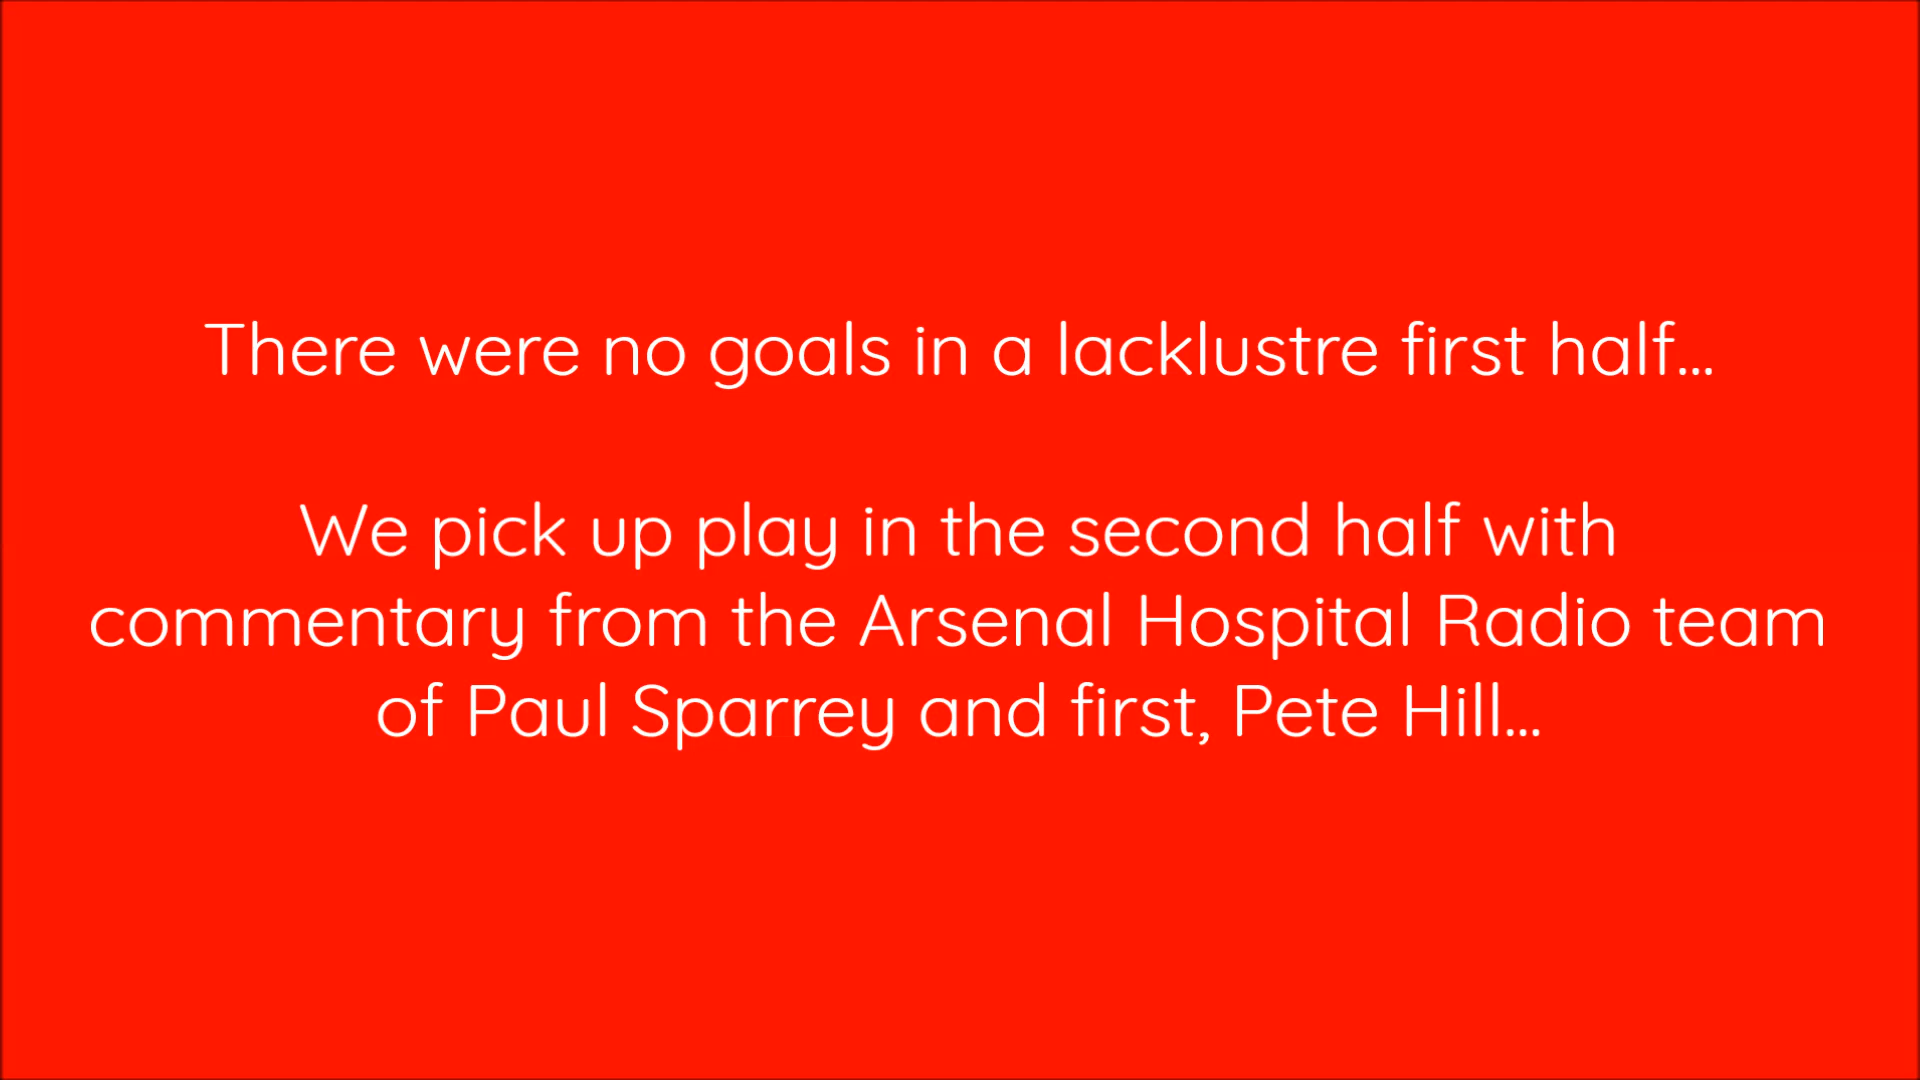 There were no goals in a lacklustre first half...
We pick up play in the second half with
commentary from the Arsenal Hospital Radio team
of Paul Sparrey and first, Pete Hill...